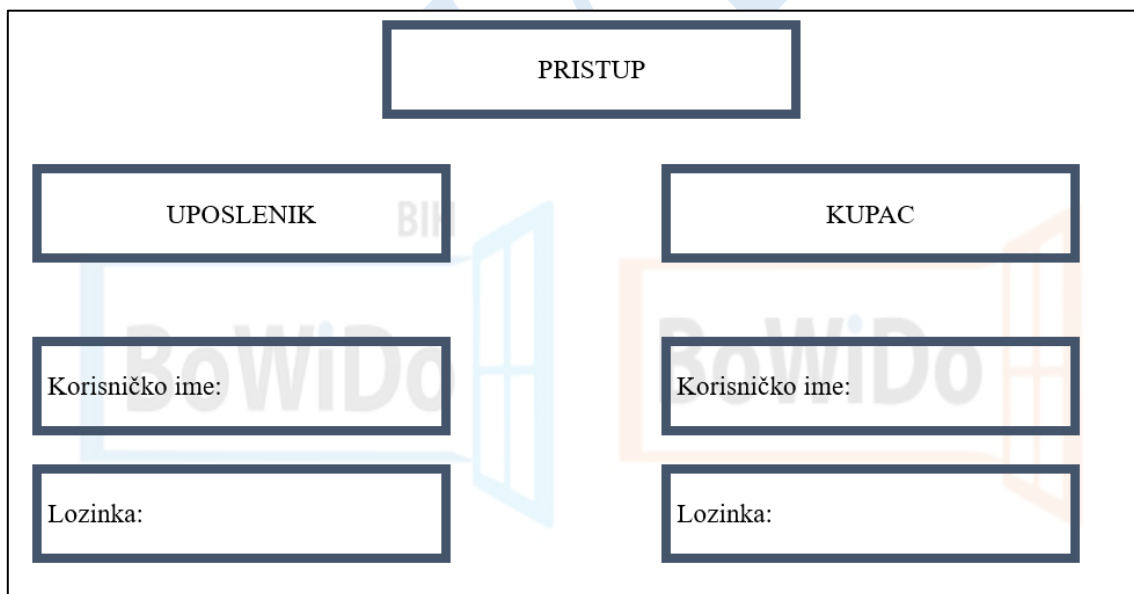 PRISTUP
UPOSLENIK
KUPAC
BIH
BoWiDo
BoWiDo
Korisničko ime:
Korisničko ime:
Lozinka:
Lozinka: